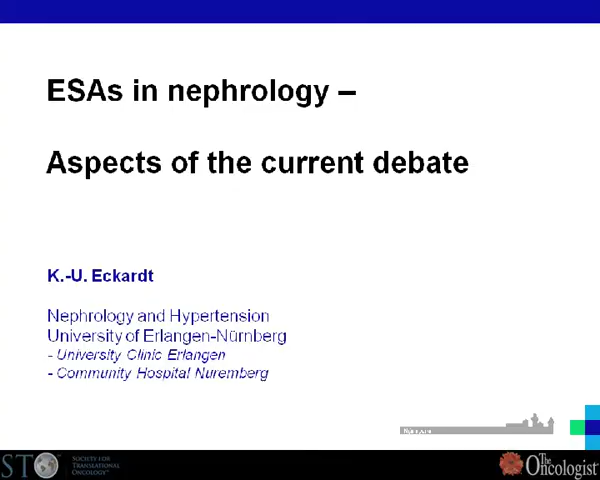 ESAs in nephrology –
Aspects of the current debate
K.-U. Eckardt
Nephrology and Hypertension
University of Erlangen-Nürnberg
- University Clinic Erlangen
- Community Hospital Nuremberg
STO
SOCIETY FOR
TRANSLATIONAL
ONCOLOGY
The
Oncologist